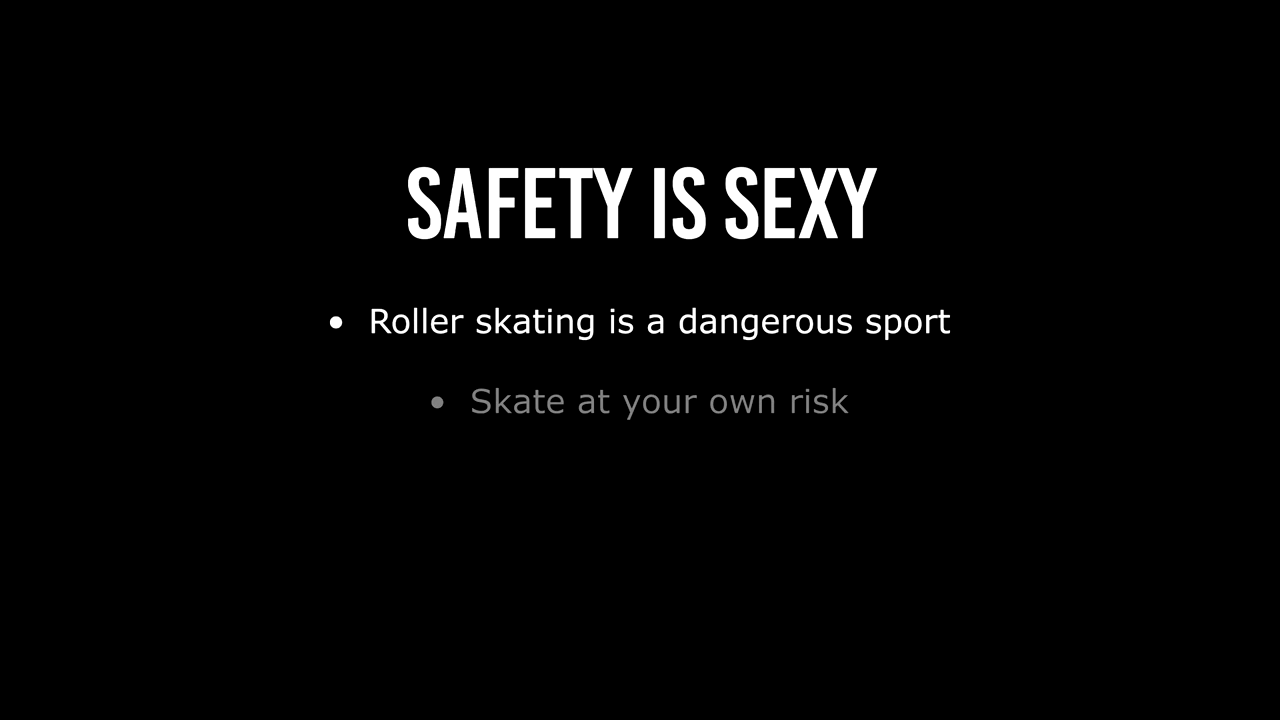 SAFETY IS SEXY
• Roller skating is a dangerous sport
• Skate at your own risk